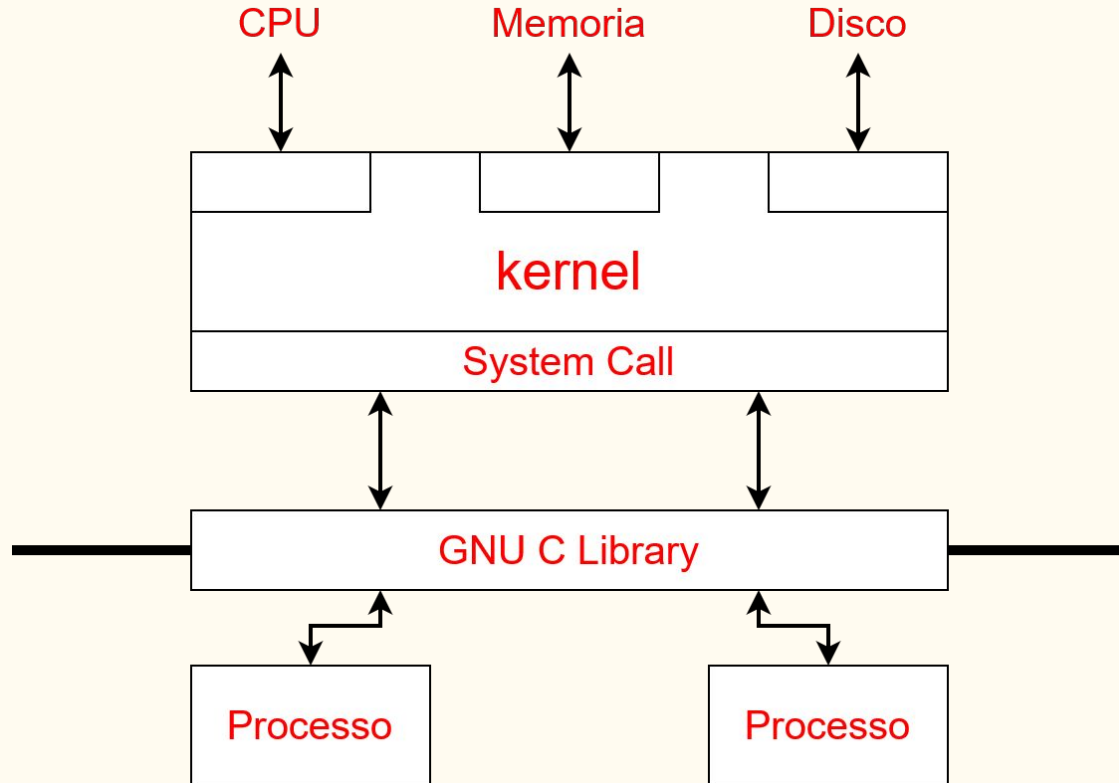 CPU
Memoria
Disco
kernel
System Call
GNU C Library
Processo
Processo